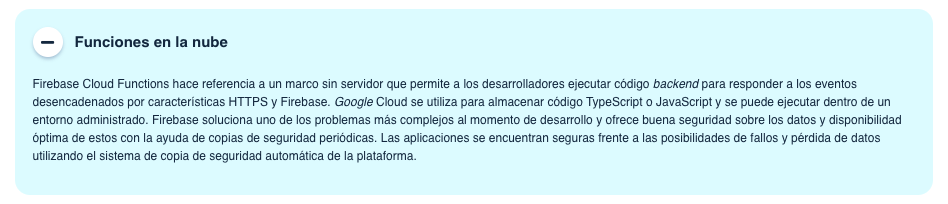 Funciones en la nube
Firebase Cloud Functions hace referencia a un marco sin servidor que permite a los desarrolladores ejecutar código backend para responder a los eventos
desencadenados por características HTTPS y Firebase. Google Cloud se utiliza para almacenar código TypeScript o JavaScript y se puede ejecutar dentro de un
entorno administrado. Firebase soluciona uno de los problemas más complejos al momento de desarrollo y ofrece buena seguridad sobre los datos y disponibilidad
óptima de estos con la ayuda de copias de seguridad periódicas. Las aplicaciones se encuentran seguras frente a las posibilidades de fallos y pérdida de datos
utilizando el sistema de copia de seguridad automática de la plataforma.